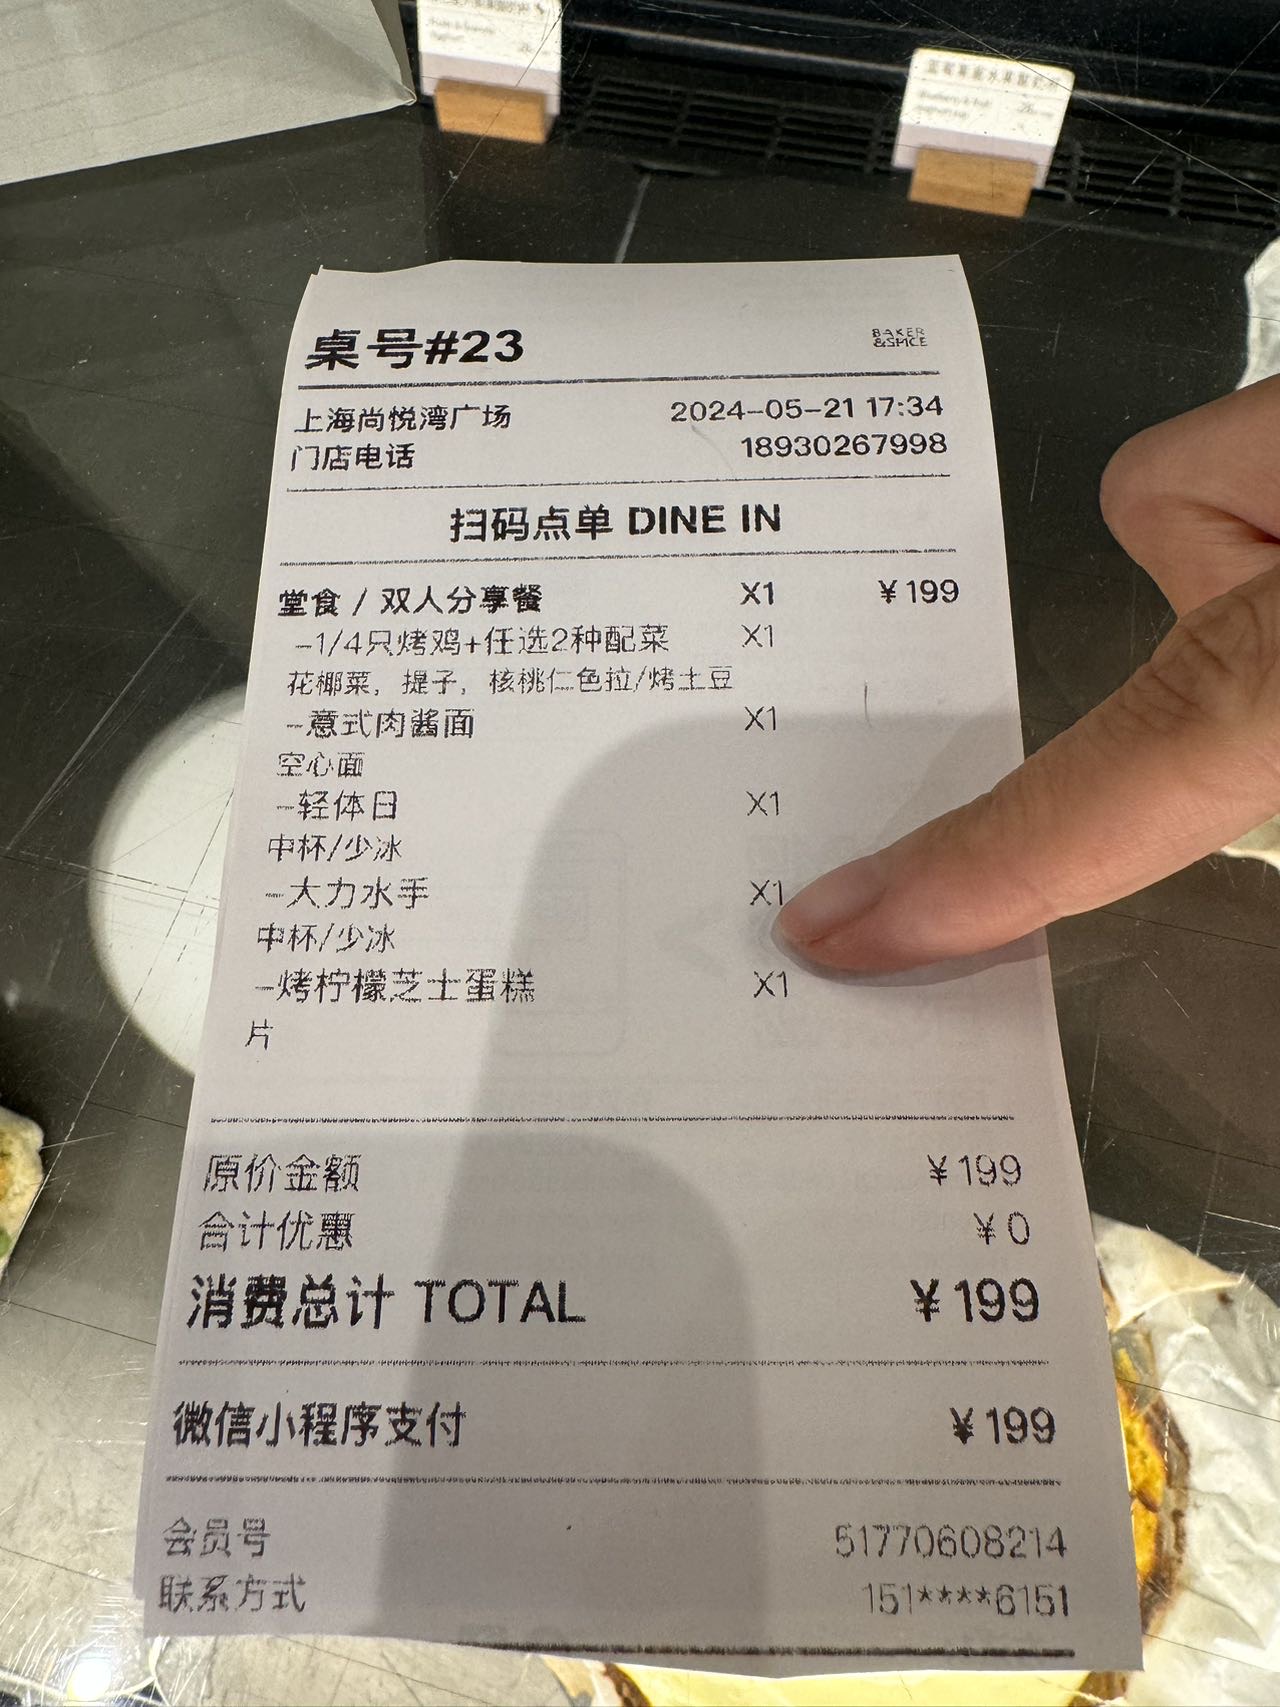 桌号#23
BAKER
&SPICE
上海尚悦湾广场 2024-05-21 17:34
门店电话 18930267998
扫码点单 DINE IN
堂食 / 双人分享餐 X1 ¥199
-1/4只烤鸡+任选2种配菜 X1
花椰菜，提子，核桃仁色拉/烤土豆
-意式肉酱面 X1
空心面
-轻体日 X1
中杯/少冰
-大力水手 X1
中杯/少冰
-烤柠檬芝士蛋糕 X1
片
原价金额 ¥199
合计优惠 ¥0
消费总计 TOTAL ¥199
微信小程序支付 ¥199
会员号 51770608214
联系方式 151****6151